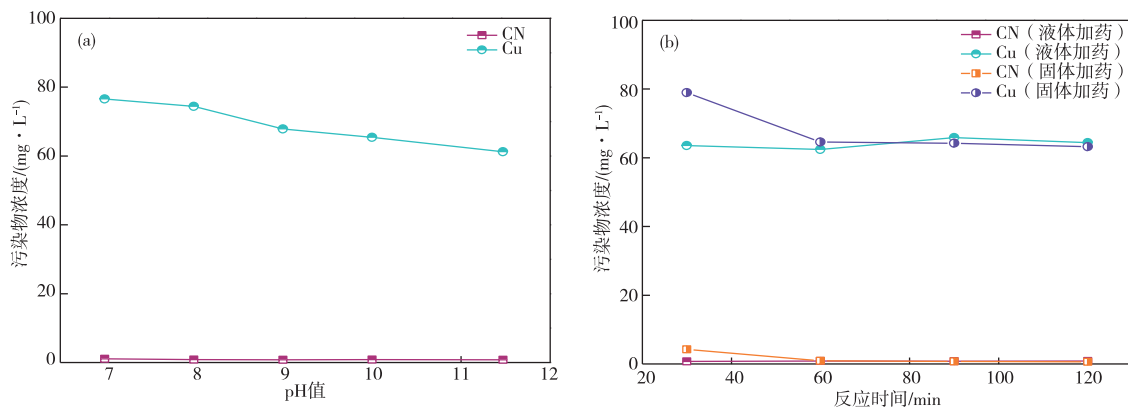 (a)
CN
Cu
100
80
60
40
20
0
7
8
9
10
11
12
pH值
污染物浓度/(mg·L⁻¹)
(b)
CN（液体加药）
Cu（液体加药）
CN（固体加药）
Cu（固体加药）
100
80
60
40
20
0
20
40
60
80
100
120
反应时间/min
污染物浓度/(mg·L⁻¹)